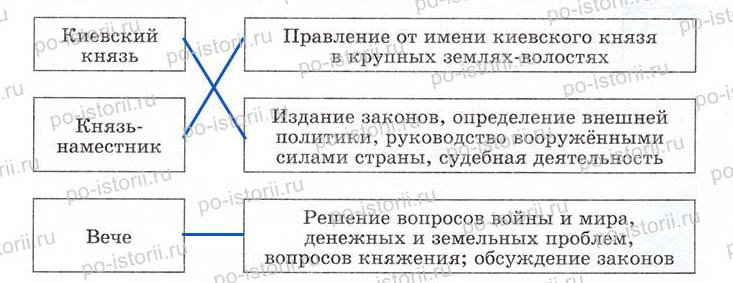 Киевский
князь
Правление от имени киевского князя
в крупных землях-волостях
Князь-
наместник
Издание законов, определение внешней
политики, руководство вооружёнными
силами страны, судебная деятельность
Вече
Решение вопросов войны и мира,
денежных и земельных проблем,
вопросов княжения; обсуждение законов
po-istorii.ru